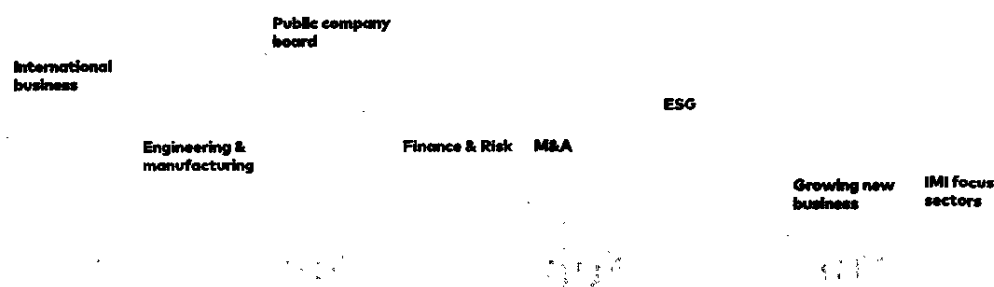 Public company
board
International
business
ESG
Engineering &
manufacturing
Finance & Risk
M&A
Growing new
business
IMI focus
sectors